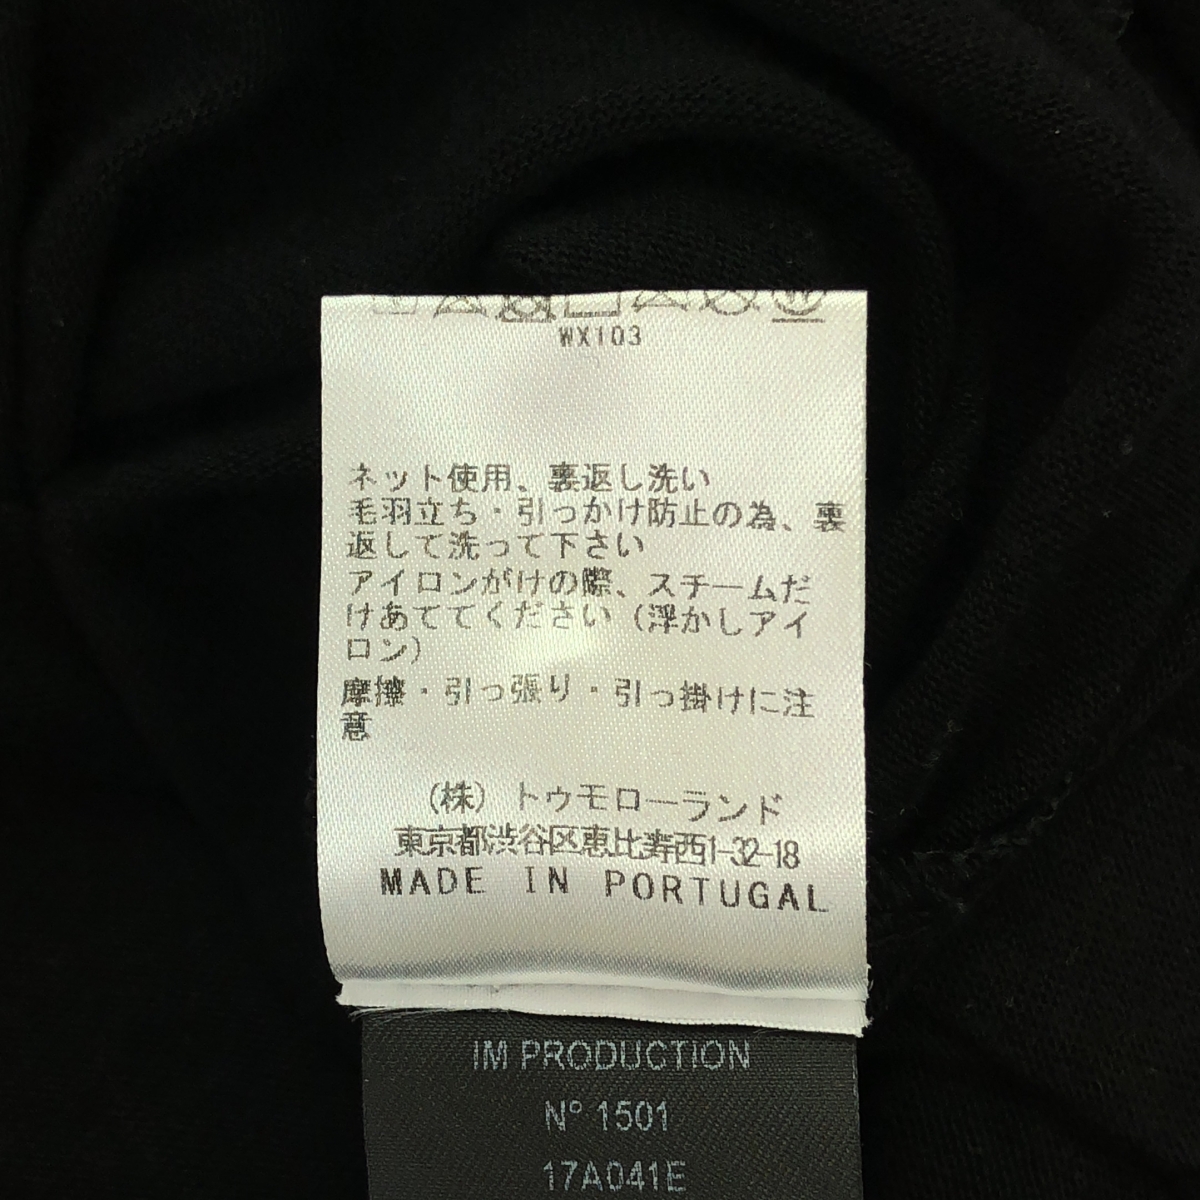 WX103
ネット使用、裏返し洗い
毛羽立ち・引っかけ防止の為、裏
返して洗って下さい
アイロンがけの際、スチームだ
けあててください（浮かしアイ
ロン）
摩擦・引っ張り・引っ掛けに注
意
（株）トゥモローランド
東京都渋谷区恵比寿西1-32-18
MADE IN PORTUGAL
IM PRODUCTION
N° 1501
17A041E